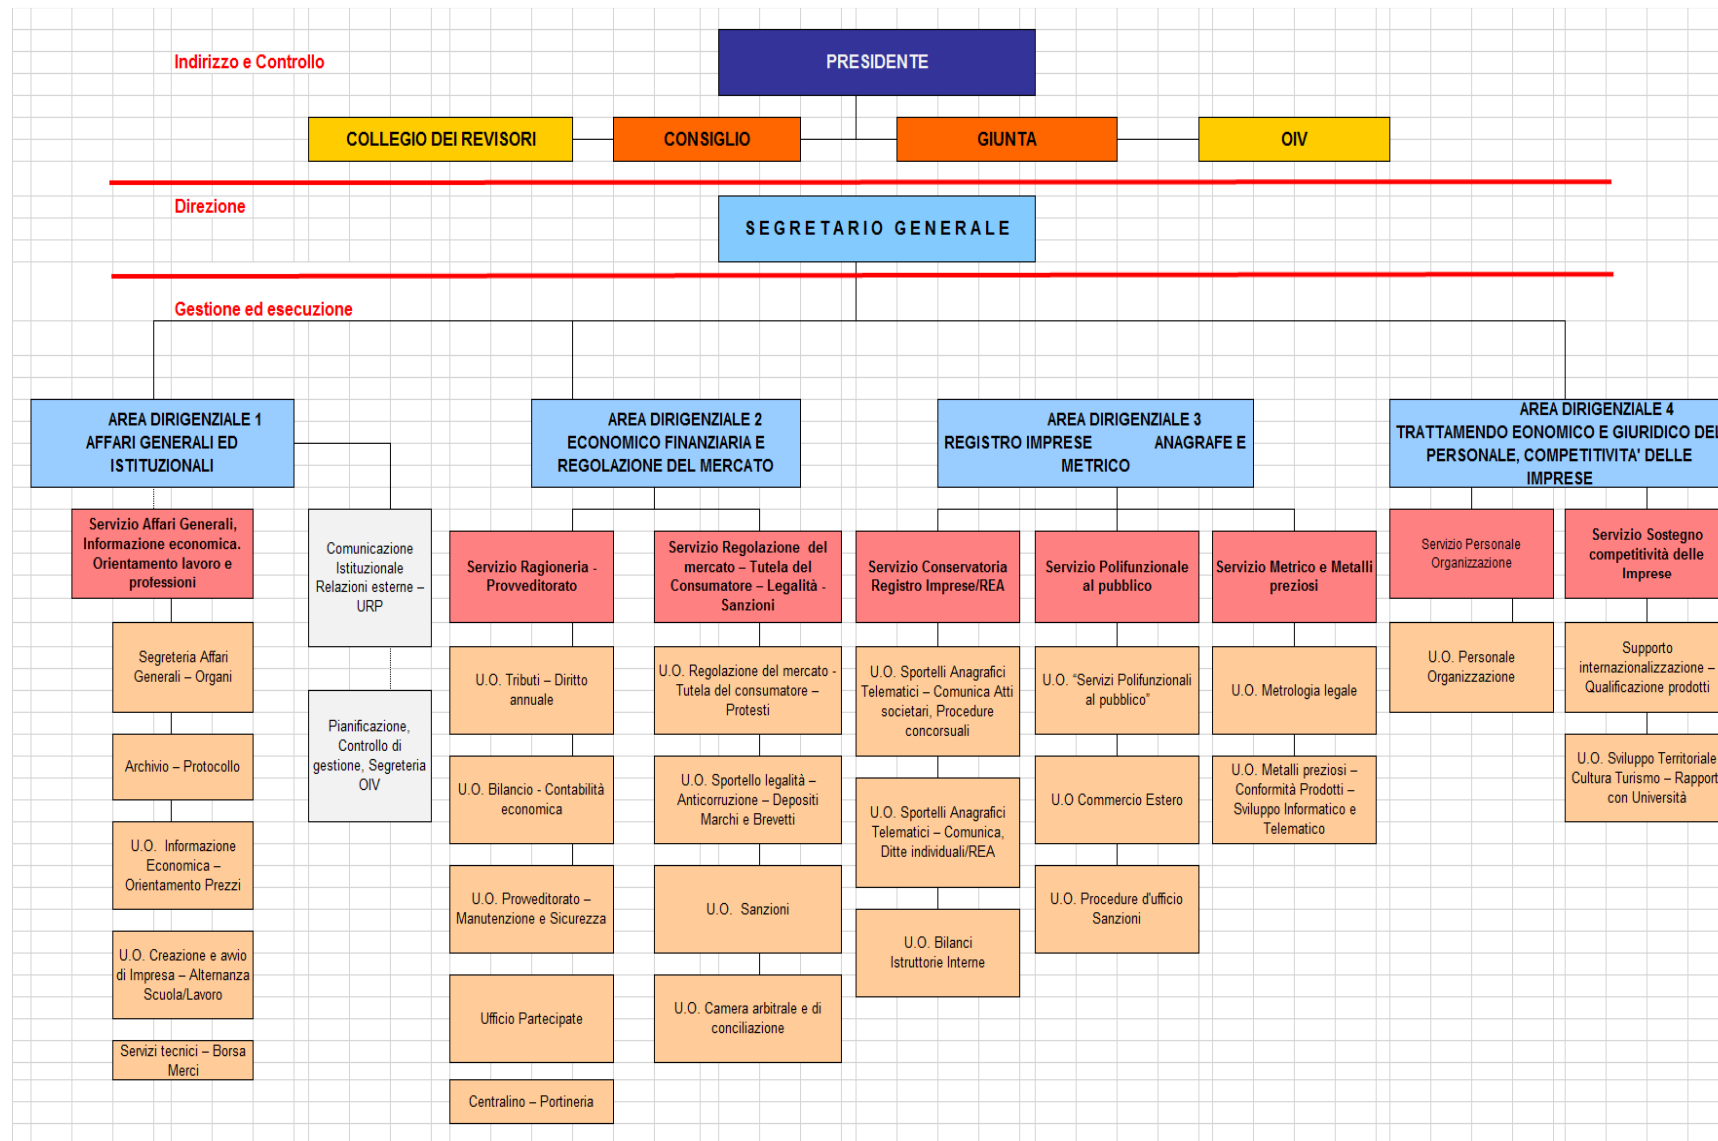 Indirizzo e Controllo
PRESIDENTE
COLLEGIO DEI REVISORI
CONSIGLIO
GIUNTA
OIV
Direzione
SEGRETARIO GENERALE
Gestione ed esecuzione
AREA DIRIGENZIALE 1
AFFARI GENERALI ED
ISTITUZIONALI
AREA DIRIGENZIALE 2
ECONOMICO FINANZIARIA E
REGOLAZIONE DEL MERCATO
AREA DIRIGENZIALE 3
REGISTRO IMPRESE ANAGRAFE E
METRICO
AREA DIRIGENZIALE 4
TRATTAMENDO EONOMICO E GIURIDICO DEL
PERSONALE, COMPETITIVITA' DELLE
IMPRESE
Servizio Affari Generali,
Informazione economica.
Orientamento lavoro e
professioni
Segreteria Affari
Generali – Organi
Archivio – Protocollo
U.O. Informazione
Economica –
Orientamento Prezzi
U.O. Creazione e avvio
di Impresa – Alternanza
Scuola/Lavoro
Servizi tecnici – Borsa
Merci
Comunicazione
Istituzionale
Relazioni esterne –
URP
Pianificazione,
Controllo di
gestione, Segreteria
OIV
Servizio Ragioneria -
Provveditorato
U.O. Tributi – Diritto
annuale
U.O. Bilancio - Contabilità
economica
U.O. Provveditorato –
Manutenzione e Sicurezza
Ufficio Partecipate
Centralino – Portineria
Servizio Regolazione del
mercato – Tutela del
Consumatore – Legalità -
Sanzioni
U.O. Regolazione del mercato -
Tutela del consumatore –
Protesti
U.O. Sportello legalità –
Anticorruzione – Depositi
Marchi e Brevetti
U.O. Sanzioni
U.O. Camera arbitrale e di
conciliazione
Servizio Conservatoria
Registro Imprese/REA
U.O. Sportelli Anagrafici
Telematici – Comunica Atti
societari, Procedure
concorsuali
U.O. Sportelli Anagrafici
Telematici – Comunica,
Ditte individuali/REA
U.O. Bilanci
Istruttorie Interne
Servizio Polifunzionale
al pubblico
U.O. “Servizi Polifunzionali
al pubblico”
U.O Commercio Estero
U.O. Procedure d'ufficio
Sanzioni
Servizio Metrico e Metalli
preziosi
U.O. Metrologia legale
U.O. Metalli preziosi –
Conformità Prodotti –
Sviluppo Informatico e
Telematico
Servizio Personale
Organizzazione
U.O. Personale
Organizzazione
Servizio Sostegno
competitività delle
Imprese
Supporto
internazionalizzazione –
Qualificazione prodotti
U.O. Sviluppo Territoriale
Cultura Turismo – Rapport
con Università